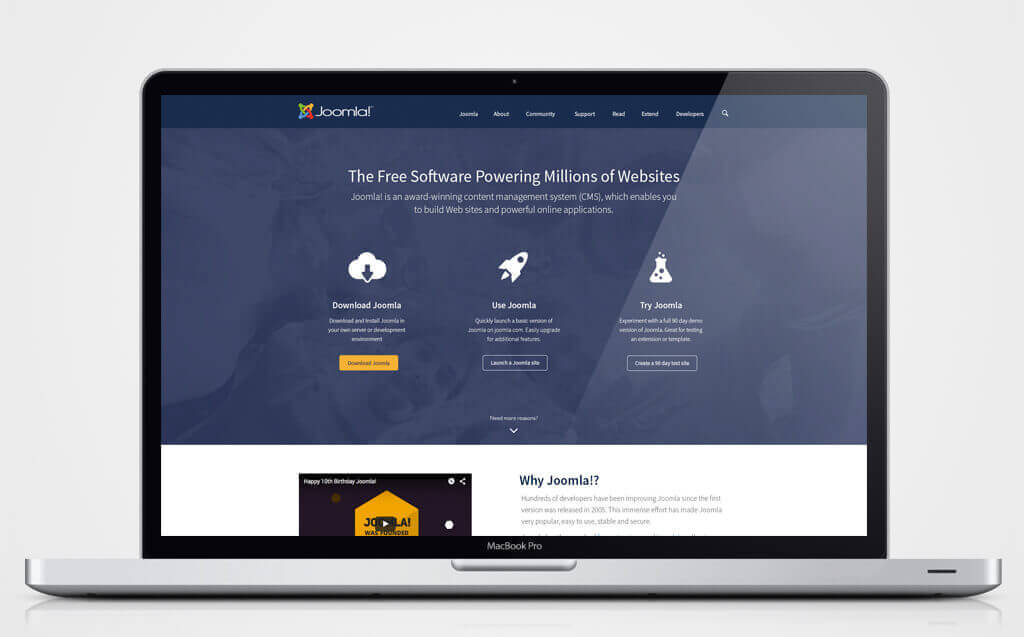 Joomla!™
Joomla About Community Support Read Extend Developers
The Free Software Powering Millions of Websites
Joomla! is an award-winning content management system (CMS), which enables you
to build Web sites and powerful online applications.
Download Joomla
Download and Install Joomla in
your own server or development
environment
Download Joomla
Use Joomla
Quickly launch a basic version of
Joomla on joomla.com. Easily upgrade
for additional features.
Launch a Joomla site
Try Joomla
Experiment with a full 90 day demo
version of Joomla. Great for testing
an extension or template.
Create a 90 day test site
Need more reasons?
Happy 10th Birthday Joomla!
JOOMLA!
WAS FOUNDED
Why Joomla!?
Hundreds of developers have been improving Joomla since the first
version was released in 2005. This immense effort has made Joomla
very popular, easy to use, stable and secure.
MacBook Pro